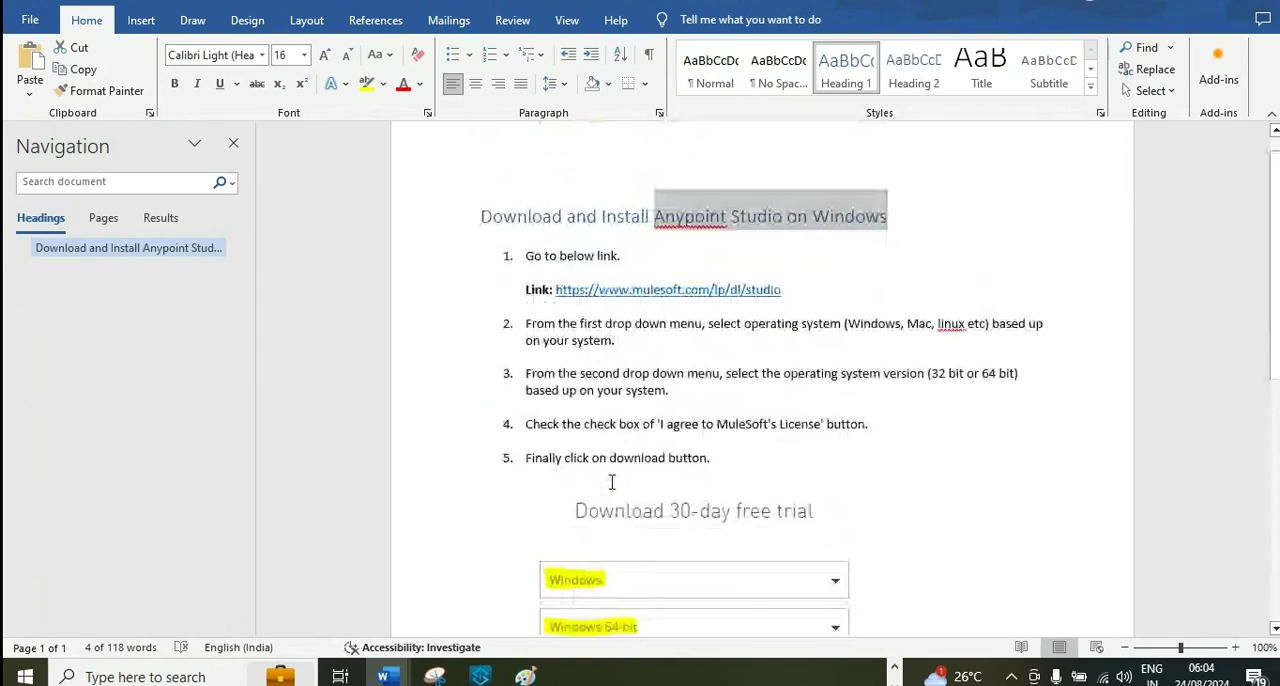 File Home Insert Draw Design Layout References Mailings Review View Help Tell me what you want to do
Paste
Cut
Copy
Format Painter
Clipboard
Calibri Light (Hea 16
Font
Paragraph
AaBbCcDc AaBbCcDc AaBbCc AaBbCcD AaB AaBbCcD
¶ Normal ¶ No Spac... Heading 1 Heading 2 Title Subtitle
Styles
Find
Replace
Select
Editing
Add-ins
Add-ins
Navigation
Search document
Headings Pages Results
Download and Install Anypoint Stud...
Download and Install Anypoint Studio on Windows
1. Go to below link.
Link: https://www.mulesoft.com/lp/dl/studio
2. From the first drop down menu, select operating system (Windows, Mac, linux etc) based up
on your system.
3. From the second drop down menu, select the operating system version (32 bit or 64 bit)
based up on your system.
4. Check the check box of 'I agree to MuleSoft's License' button.
5. Finally click on download button.
Download 30-day free trial
Windows
Windows 64-bit
Page 1 of 1 4 of 118 words English (India) Accessibility: Investigate 100%
Type here to search
26°C
ENG
IN
06:04
24/08/2024